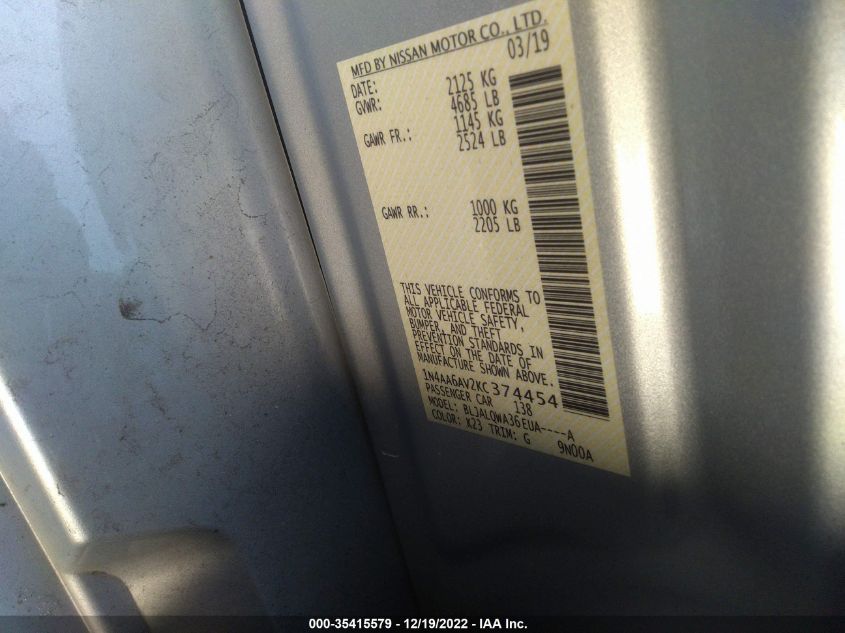 MFD BY NISSAN MOTOR CO., LTD.
DATE: 03/19
GVWR: 2125 KG
4685 LB
GAWR FR.: 1145 KG
2524 LB
GAWR RR.: 1000 KG
2205 LB
THIS VEHICLE CONFORMS TO
ALL APPLICABLE FEDERAL
MOTOR VEHICLE SAFETY,
BUMPER, AND THEFT
PREVENTION STANDARDS IN
EFFECT ON THE DATE OF
MANUFACTURE SHOWN ABOVE.
1N4AA6AV2KC374454
PASSENGER CAR 138
MODEL: BLJALQWA36EUA----A
COLOR: K23 TRIM: G 9N00A
000-35415579 - 12/19/2022 - IAA Inc.